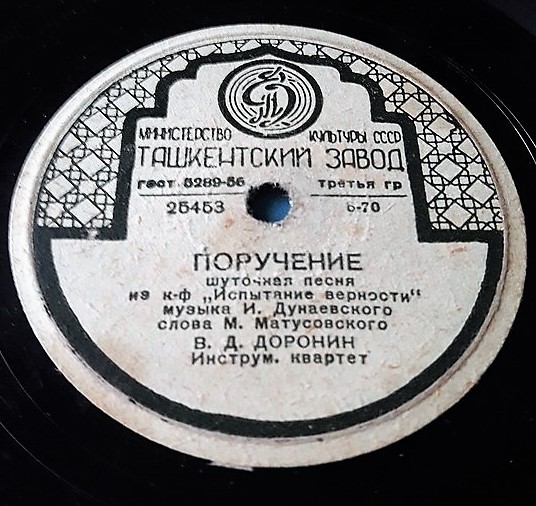 МИНИСТЕРСТВО КУЛЬТУРЫ СССР
ТАШКЕНТСКИЙ ЗАВОД
гост 5289-56 третья гр
25453 6-70
ПОРУЧЕНИЕ
шуточная песня
из к-ф „Испытание верности“
музыка И. Дунаевского
слова М. Матусовского
В. Д. ДОРОНИН
Инструм. квартет